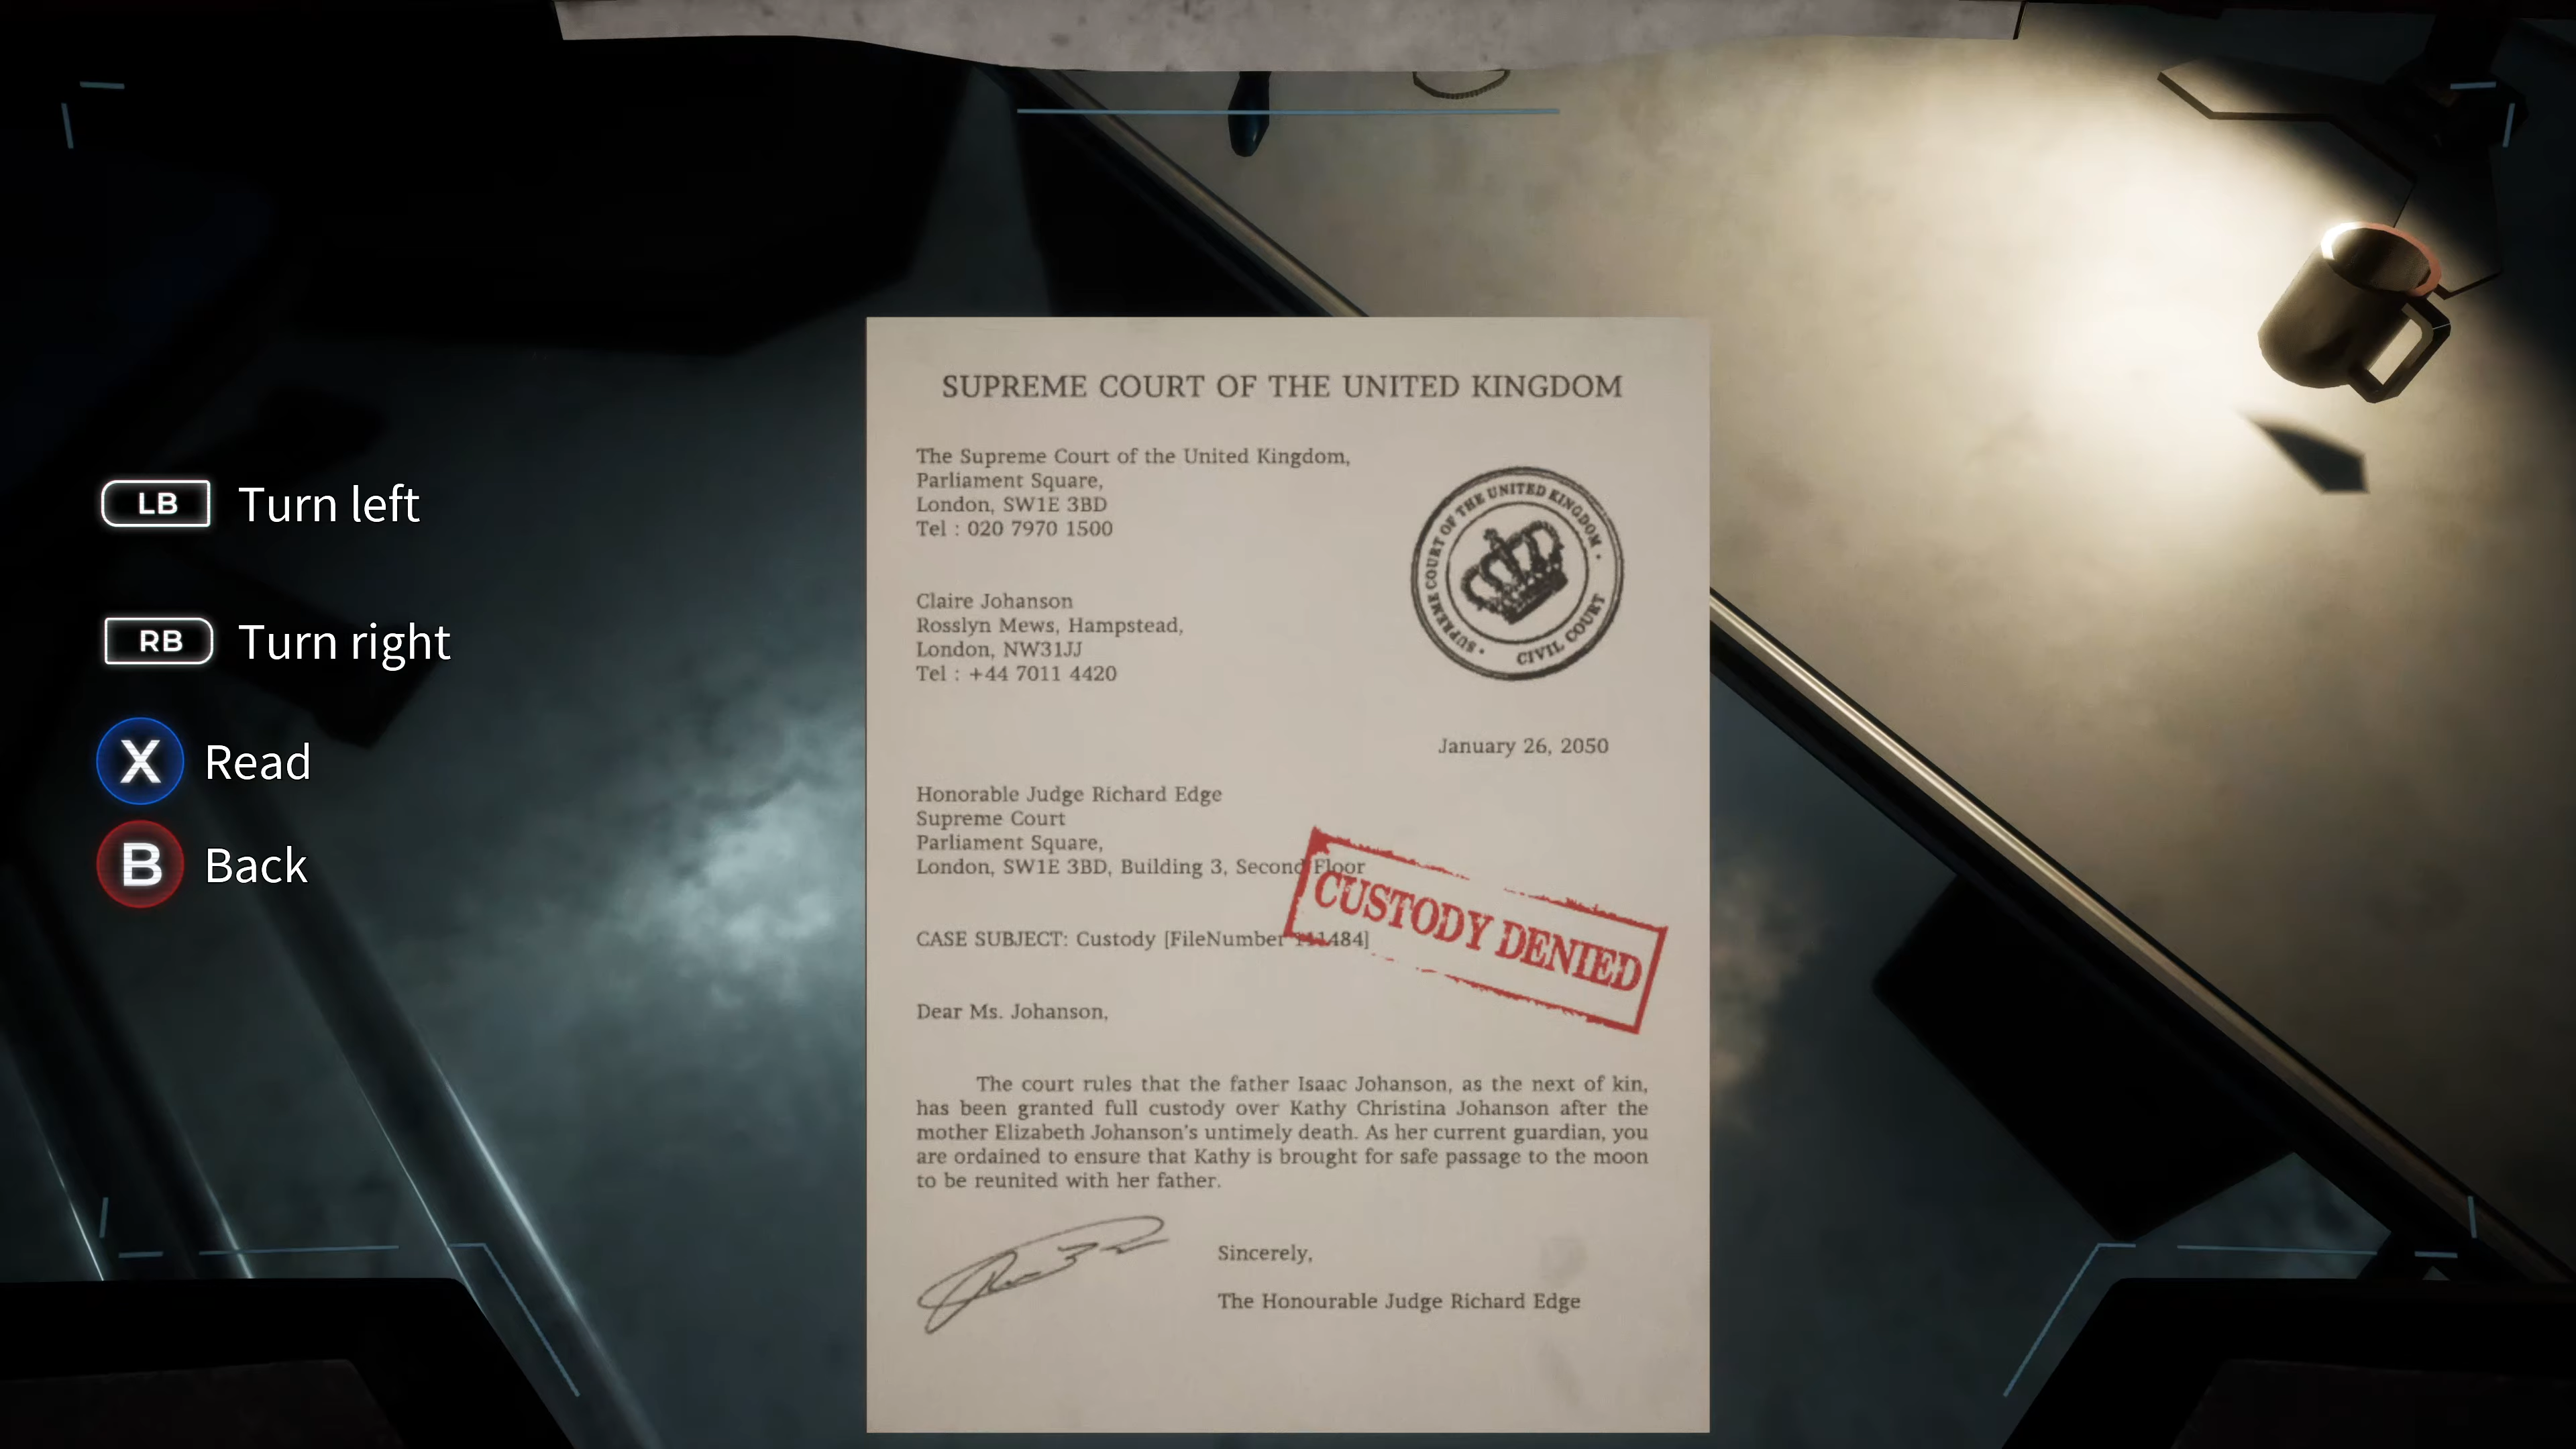 LB Turn left
RB Turn right
X Read
B Back
SUPREME COURT OF THE UNITED KINGDOM
The Supreme Court of the United Kingdom,
Parliament Square,
London, SW1E 3BD
Tel : 020 7970 1500
SUPREME COURT OF THE UNITED KINGDOM
CIVIL COURT
Claire Johanson
Rosslyn Mews, Hampstead,
London, NW31JJ
Tel : +44 7011 4420
January 26, 2050
Honorable Judge Richard Edge
Supreme Court
Parliament Square,
London, SW1E 3BD, Building 3, Second Floor
CUSTODY DENIED
CASE SUBJECT: Custody [FileNumber 111484]
Dear Ms. Johanson,
The court rules that the father Isaac Johanson, as the next of kin,
has been granted full custody over Kathy Christina Johanson after the
mother Elizabeth Johanson's untimely death. As her current guardian, you
are ordained to ensure that Kathy is brought for safe passage to the moon
to be reunited with her father.
Sincerely,
The Honourable Judge Richard Edge